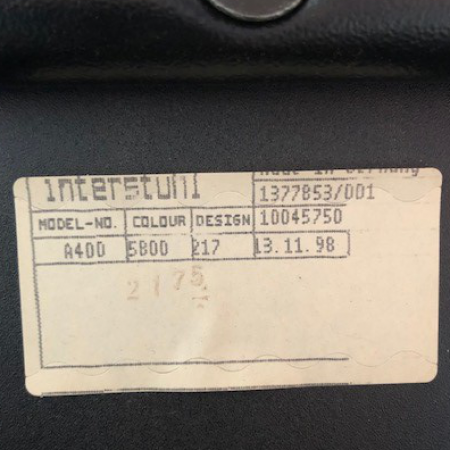 interstuhl Made in Germany
1377853/001
MODEL-NO. COLOUR DESIGN 10045750
A400 5800 217 13.11.98
2175